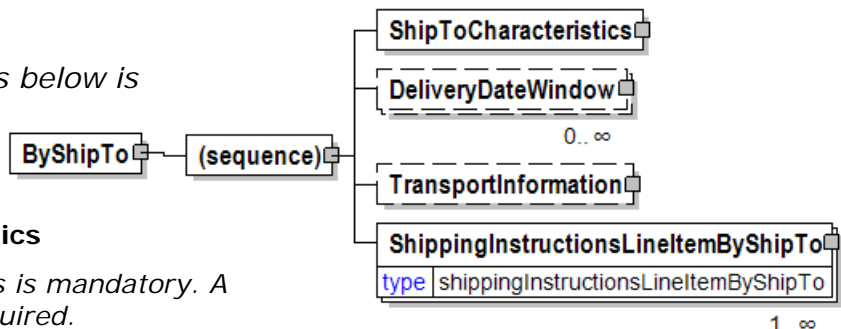 ShipToCharacteristics
s below is
DeliveryDateWindow
0.. ∞
ByShipTo
(sequence)
TransportInformation
ics
ShippingInstructionsLineItemByShipTo
s is mandatory. A
type shippingInstructionsLineItemByShipTo
uired.
1.. ∞